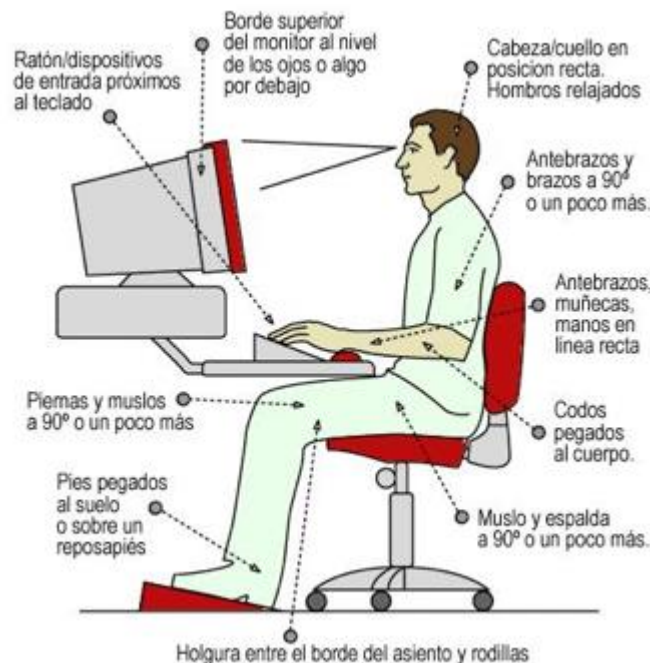 Borde superior
del monitor al nivel
de los ojos o algo
por debajo
Ratón/dispositivos
de entrada próximos
al teclado
Cabeza/cuello en
posicion recta.
Hombros relajados
Antebrazos y
brazos a 90º
o un poco más.
Antebrazos,
muñecas,
manos en
linea recta
Codos
pegados
al cuerpo.
Muslo y espalda
a 90º o un poco más.
Piernas y muslos
a 90º o un poco más
Pies pegados
al suelo
o sobre un
reposapiés
Holgura entre el borde del asiento y rodillas